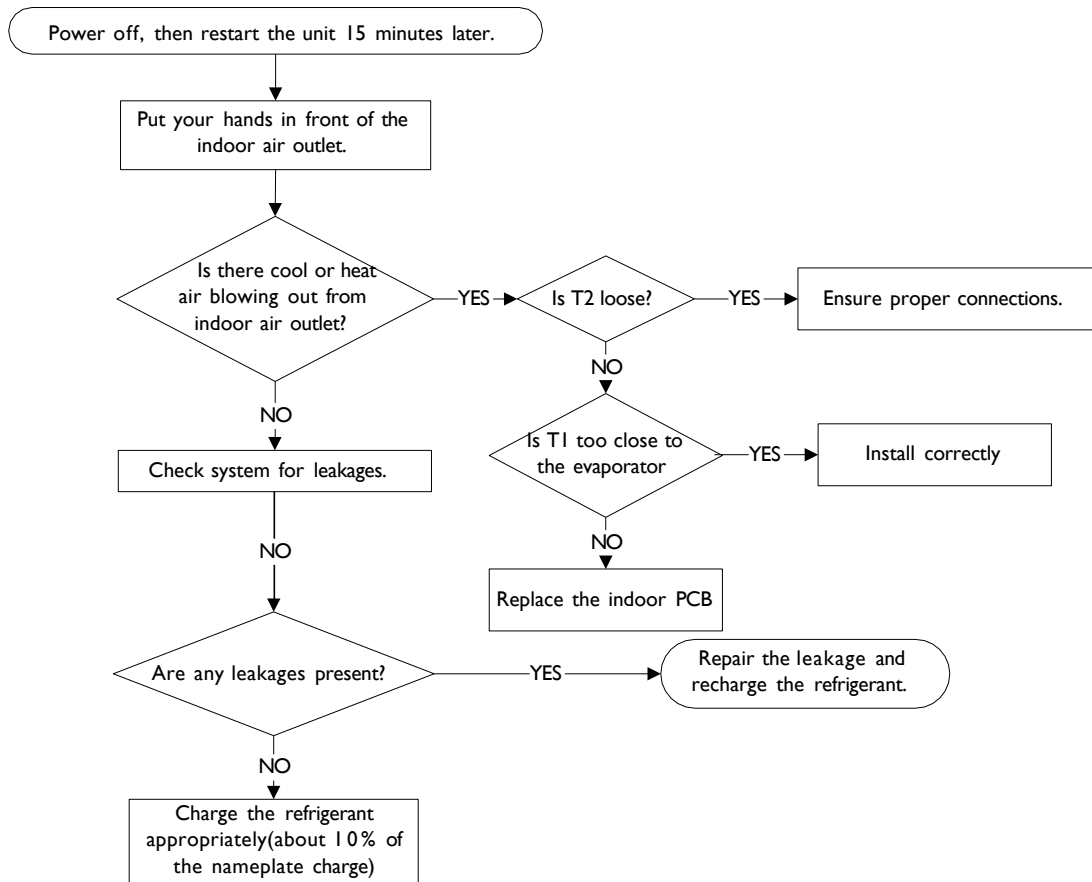 Power off, then restart the unit 15 minutes later.
Put your hands in front of the
indoor air outlet.
Is there cool or heat
air blowing out from
indoor air outlet?
YES
Is T2 loose?
YES
Ensure proper connections.
NO
Is T1 too close to
the evaporator
YES
Install correctly
NO
Replace the indoor PCB
NO
Check system for leakages.
NO
Are any leakages present?
YES
Repair the leakage and
recharge the refrigerant.
NO
Charge the refrigerant
appropriately(about 10% of
the nameplate charge)